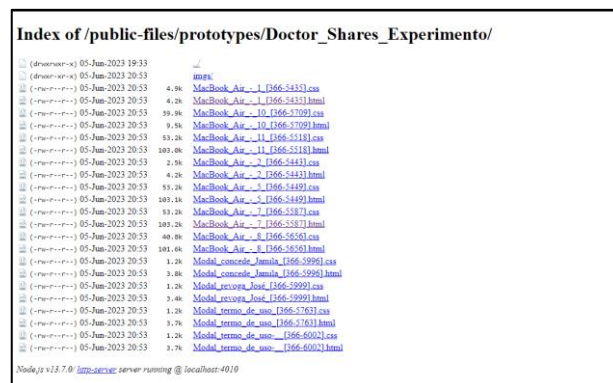 Index of /public-files/prototypes/Doctor_Shares_Experimento/
(drwxrwxr-x) 05-Jun-2023 19:33 ../
(drwxrwxr-x) 05-Jun-2023 20:53 imgs/
(-rw-r--r--) 05-Jun-2023 20:53 4.9k MacBook_Air_-_1_[366-5435].css
(-rw-r--r--) 05-Jun-2023 20:53 4.2k MacBook_Air_-_1_[366-5435].html
(-rw-r--r--) 05-Jun-2023 20:53 39.9k MacBook_Air_-_10_[366-5709].css
(-rw-r--r--) 05-Jun-2023 20:53 9.5k MacBook_Air_-_10_[366-5709].html
(-rw-r--r--) 05-Jun-2023 20:53 53.2k MacBook_Air_-_11_[366-5518].css
(-rw-r--r--) 05-Jun-2023 20:53 103.0k MacBook_Air_-_11_[366-5518].html
(-rw-r--r--) 05-Jun-2023 20:53 2.5k MacBook_Air_-_2_[366-5443].css
(-rw-r--r--) 05-Jun-2023 20:53 4.2k MacBook_Air_-_2_[366-5443].html
(-rw-r--r--) 05-Jun-2023 20:53 53.2k MacBook_Air_-_5_[366-5449].css
(-rw-r--r--) 05-Jun-2023 20:53 103.1k MacBook_Air_-_5_[366-5449].html
(-rw-r--r--) 05-Jun-2023 20:53 53.2k MacBook_Air_-_7_[366-5587].css
(-rw-r--r--) 05-Jun-2023 20:53 103.2k MacBook_Air_-_7_[366-5587].html
(-rw-r--r--) 05-Jun-2023 20:53 40.8k MacBook_Air_-_8_[366-5656].css
(-rw-r--r--) 05-Jun-2023 20:53 101.6k MacBook_Air_-_8_[366-5656].html
(-rw-r--r--) 05-Jun-2023 20:53 1.2k Modal_concede_Jamila_[366-5996].css
(-rw-r--r--) 05-Jun-2023 20:53 3.8k Modal_concede_Jamila_[366-5996].html
(-rw-r--r--) 05-Jun-2023 20:53 1.2k Modal_revoga_José_[366-5999].css
(-rw-r--r--) 05-Jun-2023 20:53 3.4k Modal_revoga_José_[366-5999].html
(-rw-r--r--) 05-Jun-2023 20:53 1.2k Modal_termo_de_uso_[366-5763].css
(-rw-r--r--) 05-Jun-2023 20:53 3.7k Modal_termo_de_uso_[366-5763].html
(-rw-r--r--) 05-Jun-2023 20:53 1.2k Modal_termo_de_uso-_[366-6002].css
(-rw-r--r--) 05-Jun-2023 20:53 3.7k Modal_termo_de_uso-_[366-6002].html
Node.js v13.7.0/ http-server server running @ localhost:4010